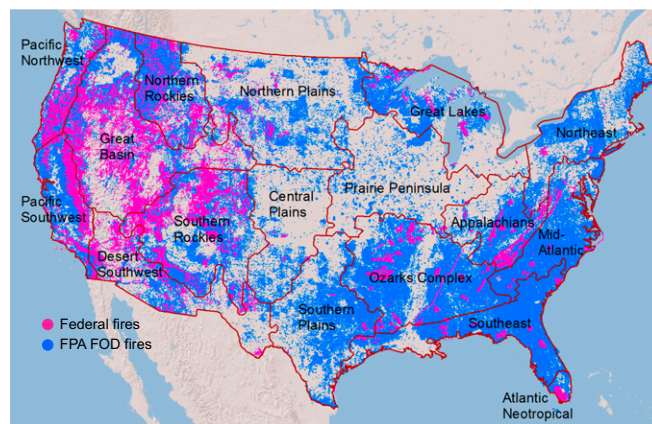 Pacific
Northwest
Northern
Rockies
Northern Plains
Great Lakes
Northeast
Great
Basin
Central
Plains
Prairie Peninsula
Pacific
Southwest
Southern
Rockies
Appalachians
Mid-
Atlantic
Desert
Southwest
Ozarks Complex
Southern
Plains
Southeast
Federal fires
FPA FOD fires
Atlantic
Neotropical